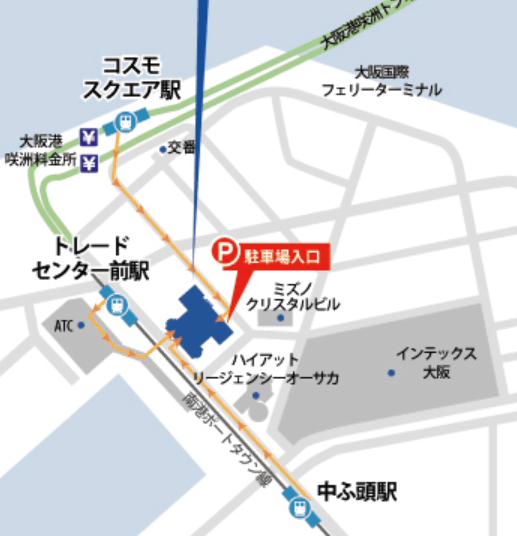 大阪港咲洲トン
コスモ
スクエア駅
大阪国際
フェリーターミナル
大阪港
咲洲料金所
¥
¥
交番
トレード
センター前駅
P 駐車場入口
ミズノ
クリスタルビル
ATC
ハイアット
リージェンシーオーサカ
インテックス
大阪
南港ポートタウン線
中ふ頭駅